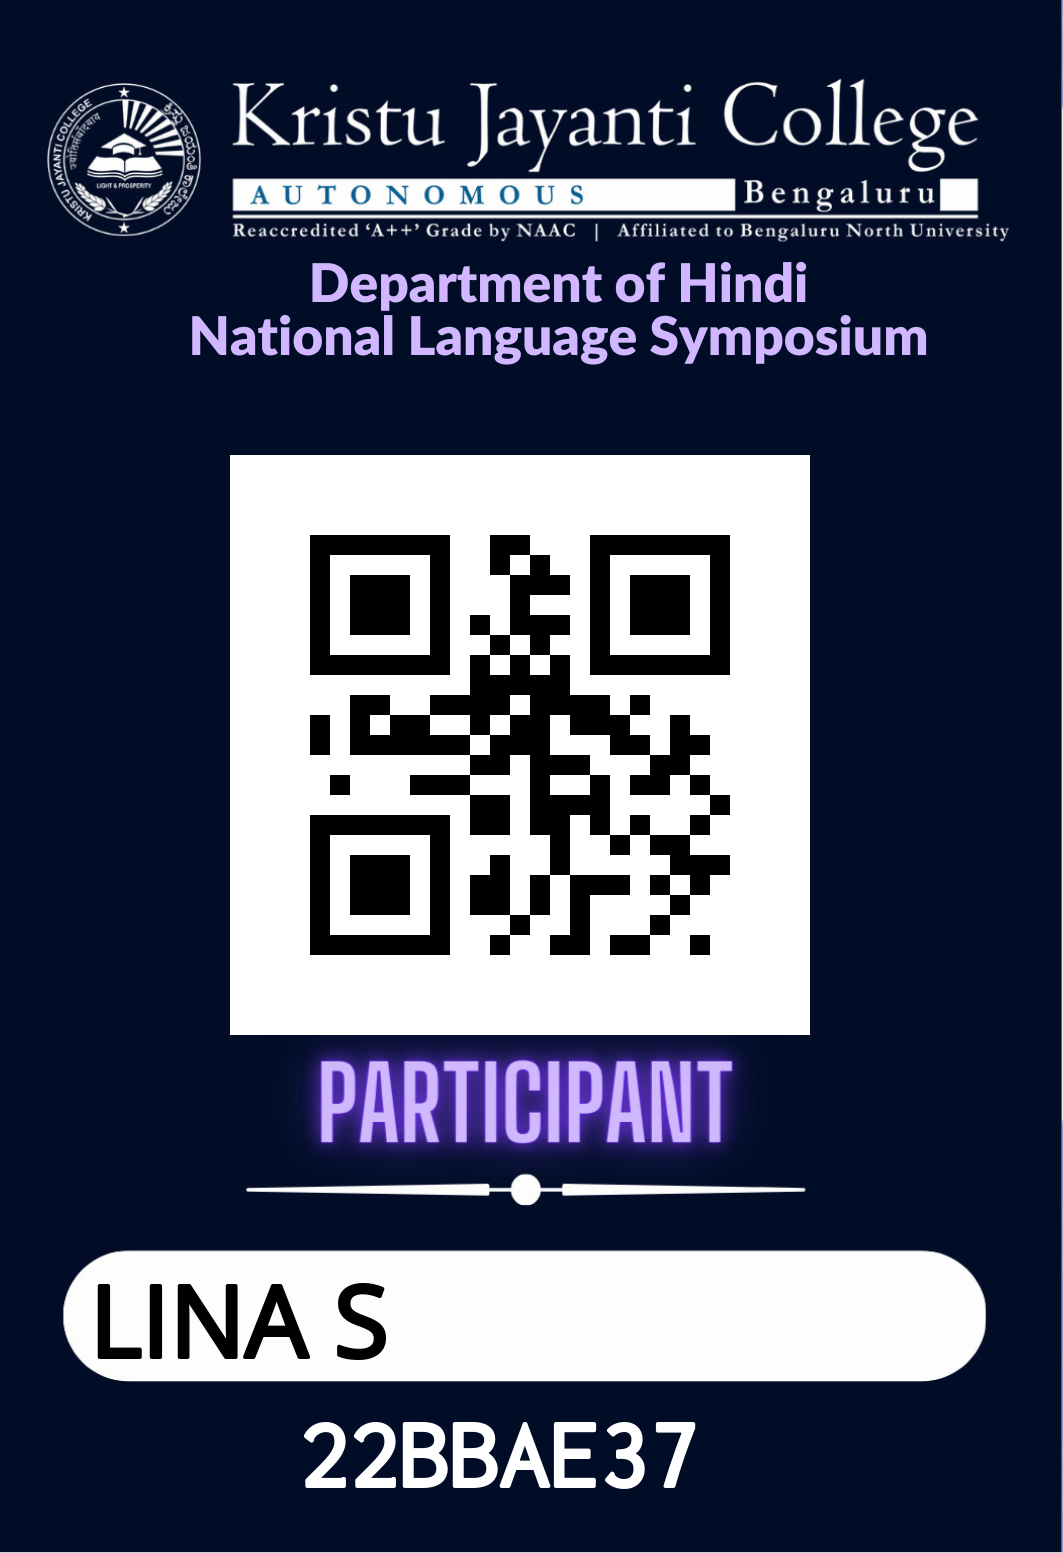 KRISTU JAYANTI COLLEGE
LIGHT & PROSPERITY
Kristu Jayanti College
AUTONOMOUS Bengaluru
Reaccredited ‘A++’ Grade by NAAC | Affiliated to Bengaluru North University
Department of Hindi
National Language Symposium
PARTICIPANT
LINA S
22BBAE37